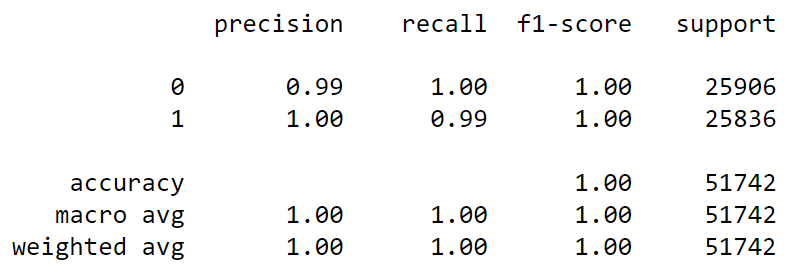 precision recall f1-score support
0 0.99 1.00 1.00 25906
1 1.00 0.99 1.00 25836
accuracy 1.00 51742
macro avg 1.00 1.00 1.00 51742
weighted avg 1.00 1.00 1.00 51742